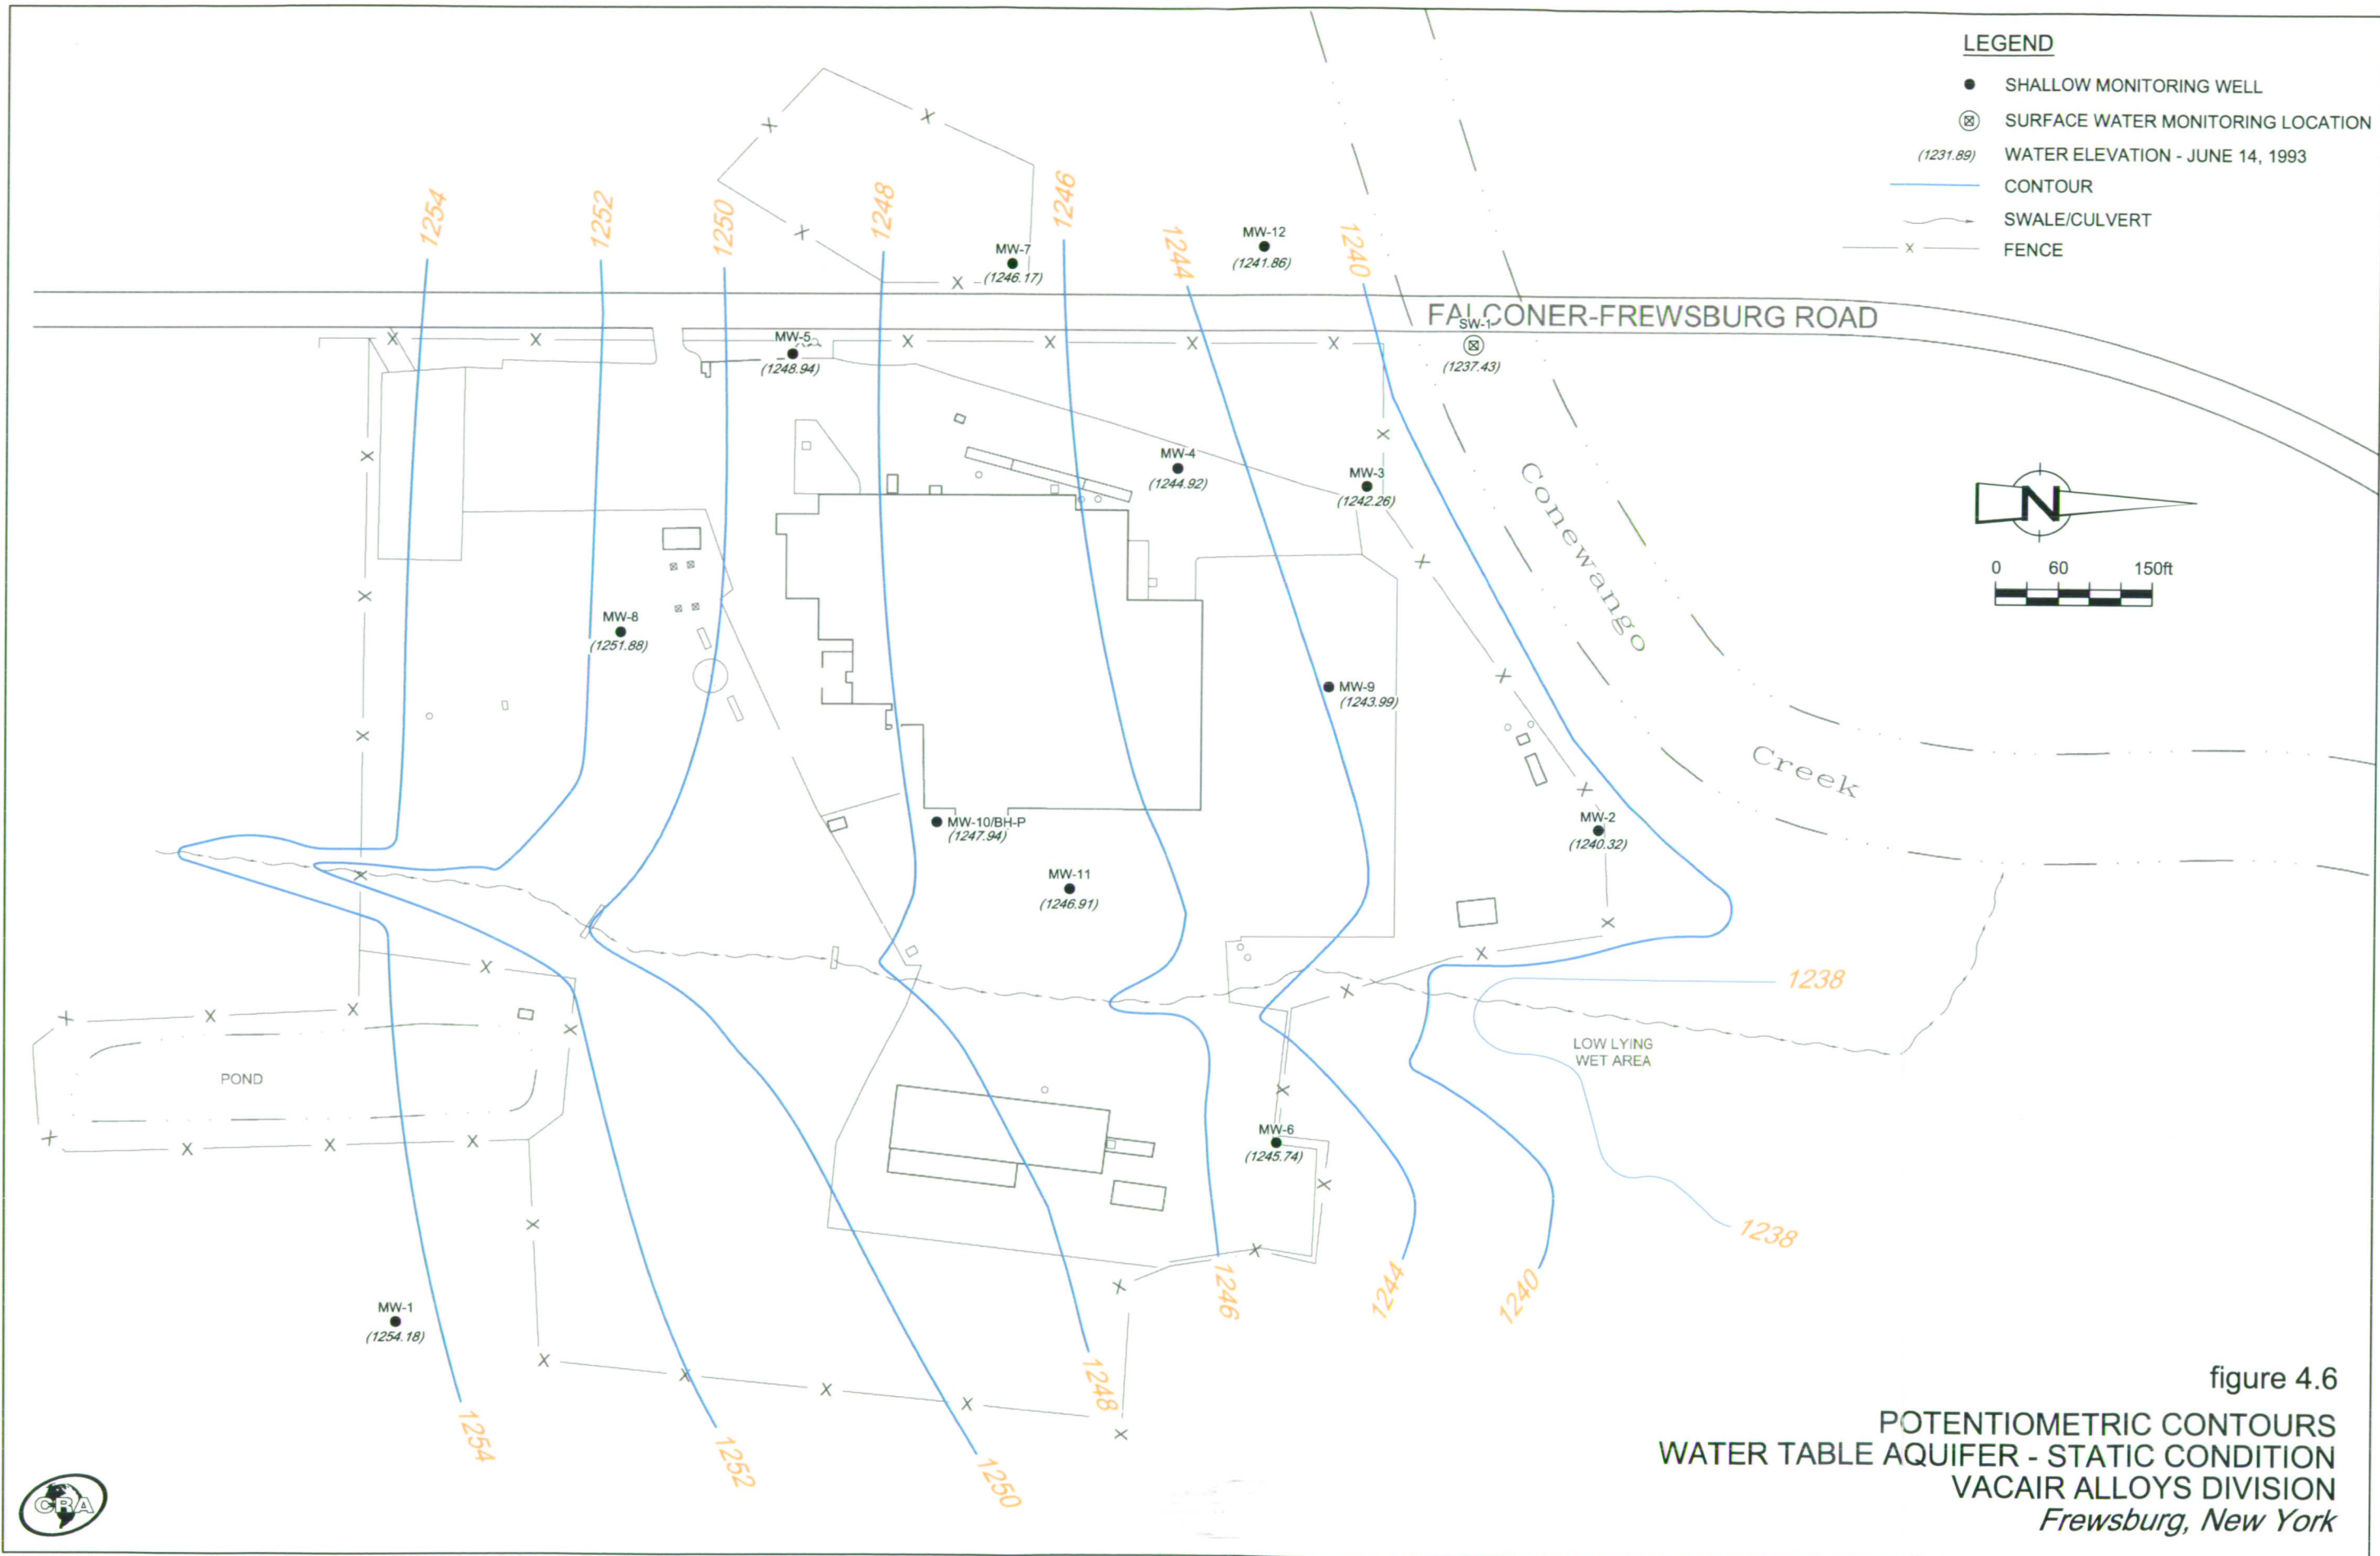 LEGEND
SHALLOW MONITORING WELL
SURFACE WATER MONITORING LOCATION
(1231.89) WATER ELEVATION - JUNE 14, 1993
CONTOUR
SWALE/CULVERT
X FENCE
1254
1252
1250
1248
1246
1244
1240
MW-7
(1246.17)
MW-12
(1241.86)
FALCONER-FREWSBURG ROAD
MW-5
(1248.94)
SW-1
(1237.43)
MW-4
(1244.92)
MW-3
(1242.26)
Conewango
Creek
N
0 60 150ft
MW-8
(1251.88)
MW-9
(1243.99)
MW-10/BH-P
(1247.94)
MW-2
(1240.32)
MW-11
(1246.91)
1238
LOW LYING
WET AREA
POND
MW-6
(1245.74)
1238
MW-1
(1254.18)
1254
1252
1250
1248
1246
1244
1240
figure 4.6
POTENTIOMETRIC CONTOURS
WATER TABLE AQUIFER - STATIC CONDITION
VACAIR ALLOYS DIVISION
Frewsburg, New York
CRA